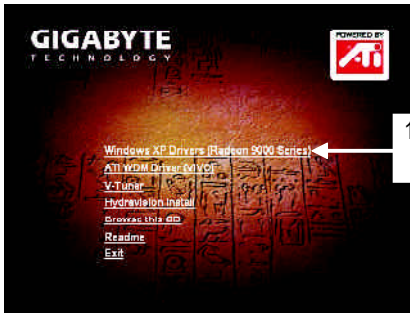 GIGABYTE
TECHNOLOGY
POWERED BY
ATi
Windows XP Drivers (Radeon 9000 Series)
ATI WDM Driver (VIVO)
V-Tuner
Hydravision Install
Browse this CD
Readme
Exit
1